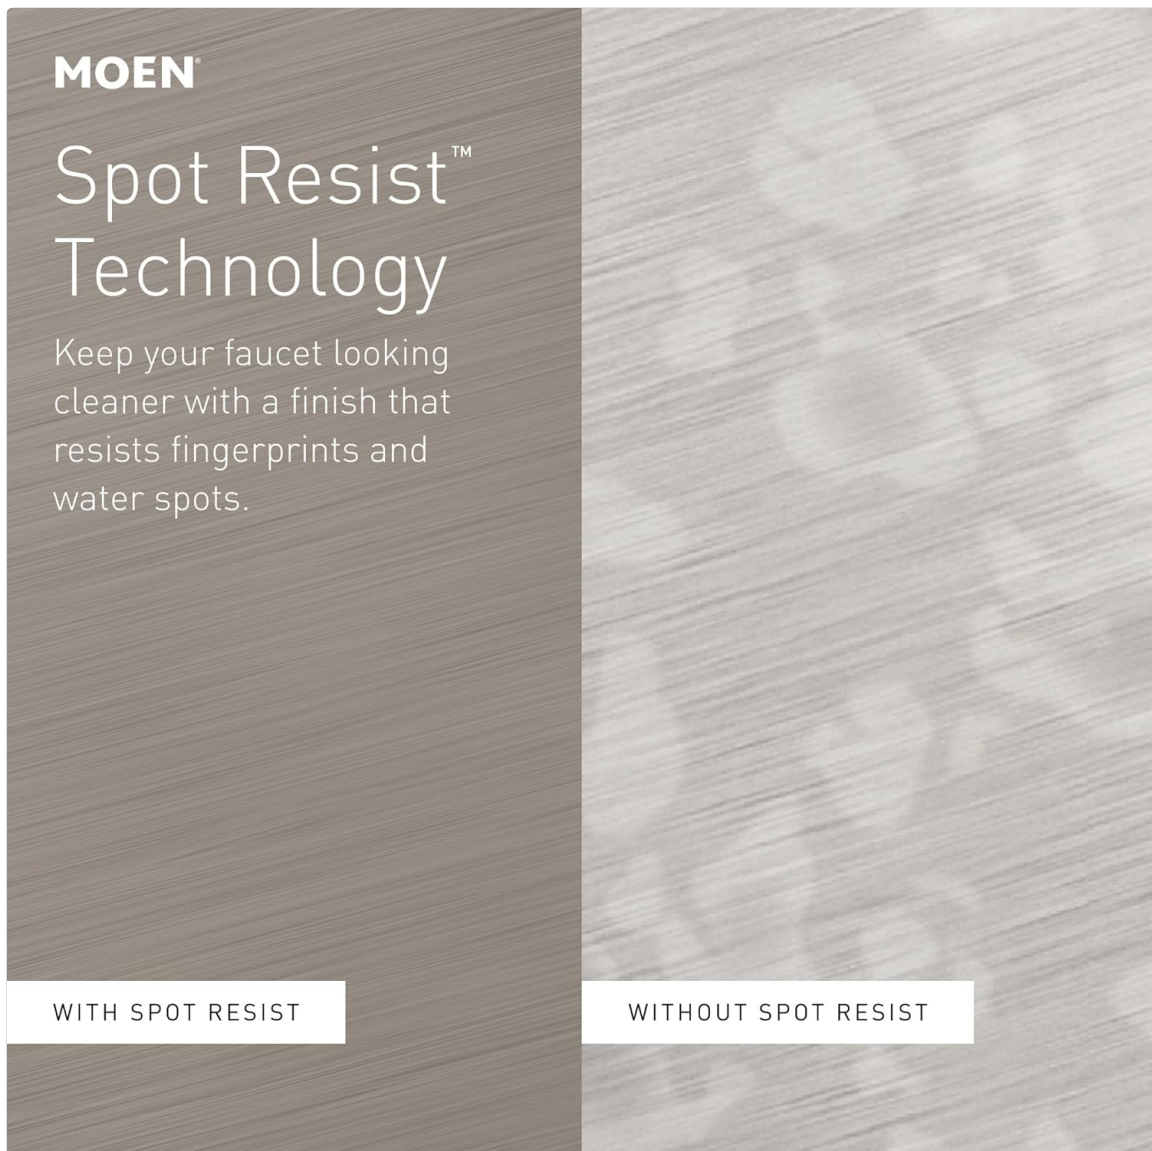 MOEN®
Spot Resist™
Technology
Keep your faucet looking
cleaner with a finish that
resists fingerprints and
water spots.
WITH SPOT RESIST
WITHOUT SPOT RESIST